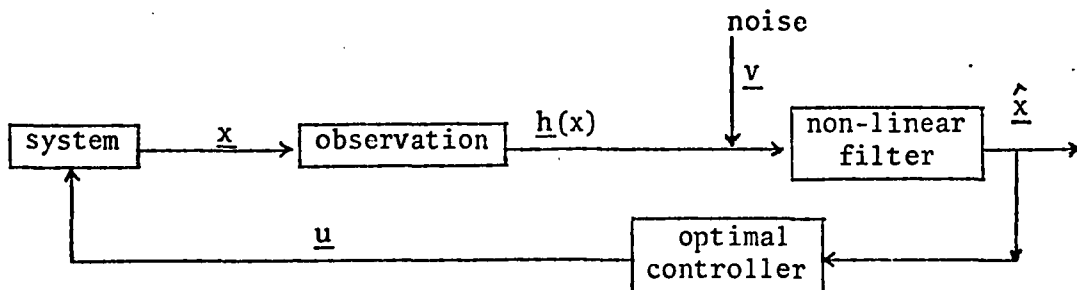 noise
v
x̂
system
x
observation
h(x)
non-linear
filter
u
optimal
controller